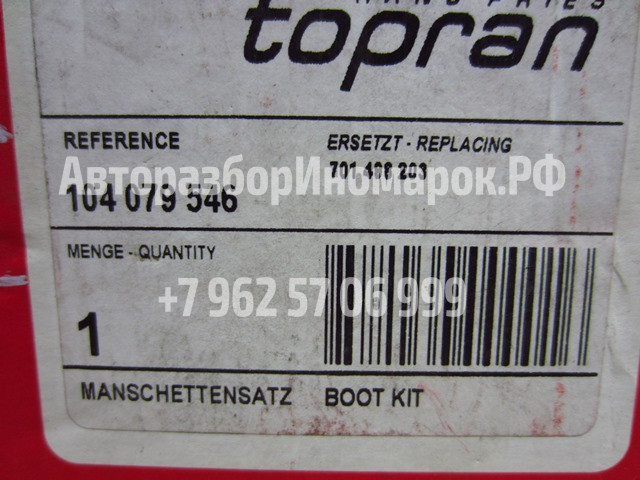 topran
REFERENCE
ERSETZT - REPLACING
АвторазборИномарок.РФ
104 079 546
MENGE - QUANTITY
+7 962 57 06 999
1
MANSCHETTENSATZ
BOOT KIT